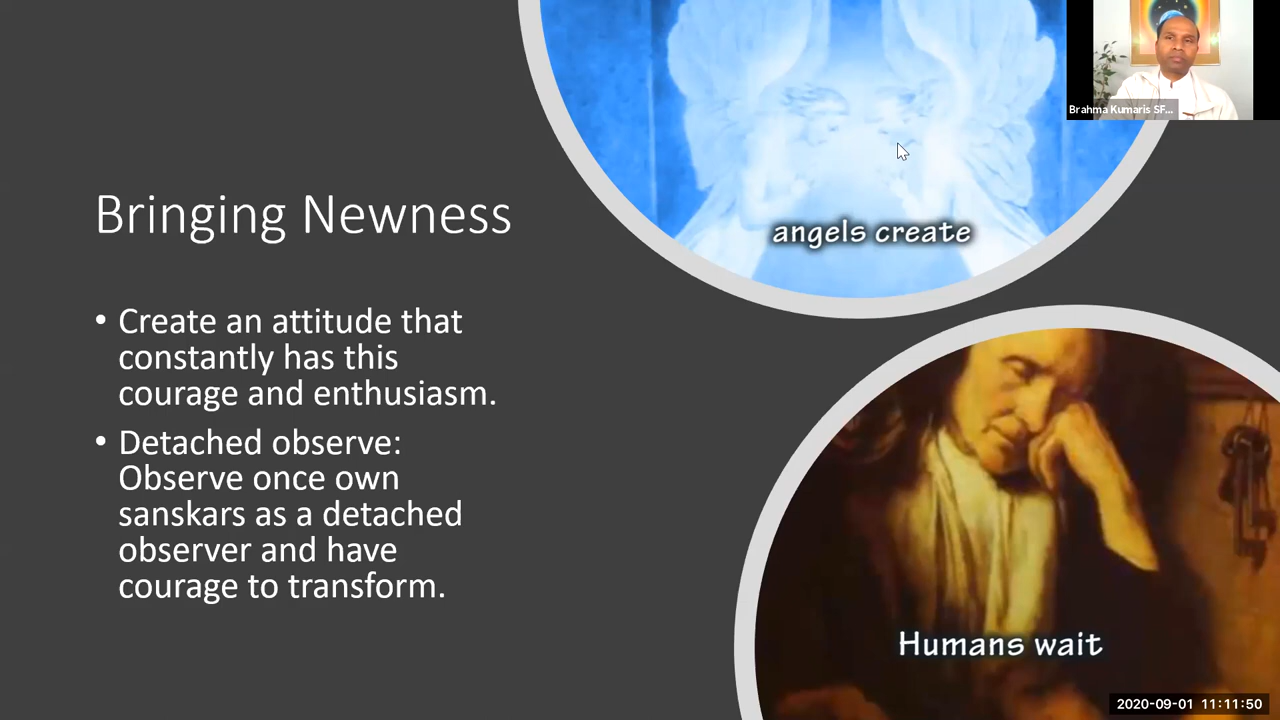 Brahma Kumaris SF...
angels create
Bringing Newness
• Create an attitude that
constantly has this
courage and enthusiasm.
• Detached observe:
Observe once own
sanskars as a detached
observer and have
courage to transform.
Humans wait
2020-09-01 11:11:50